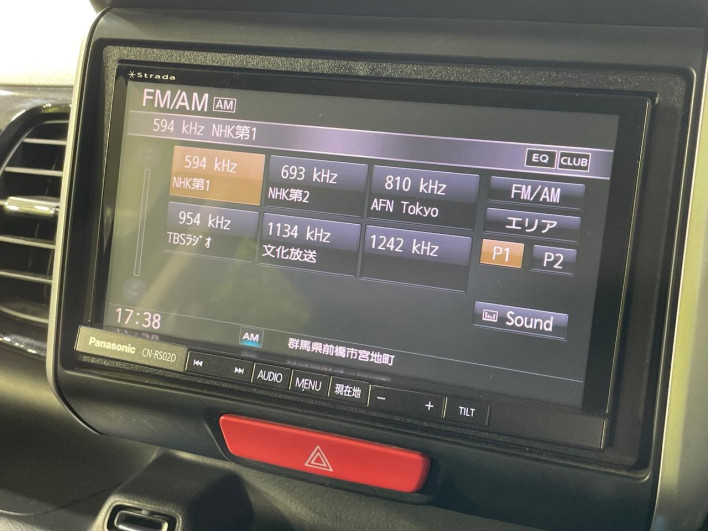 Strada
FM/AM AM
594 kHz NHK第1
EQ CLUB
594 kHz
NHK第1
693 kHz
NHK第2
810 kHz
AFN Tokyo
FM/AM
954 kHz
TBSﾗｼﾞｵ
1134 kHz
文化放送
1242 kHz
エリア
P1 P2
Sound
17:38
AM
群馬県前橋市宮地町
Panasonic CN-RS02D
AUDIO MENU 現在地 − + TILT